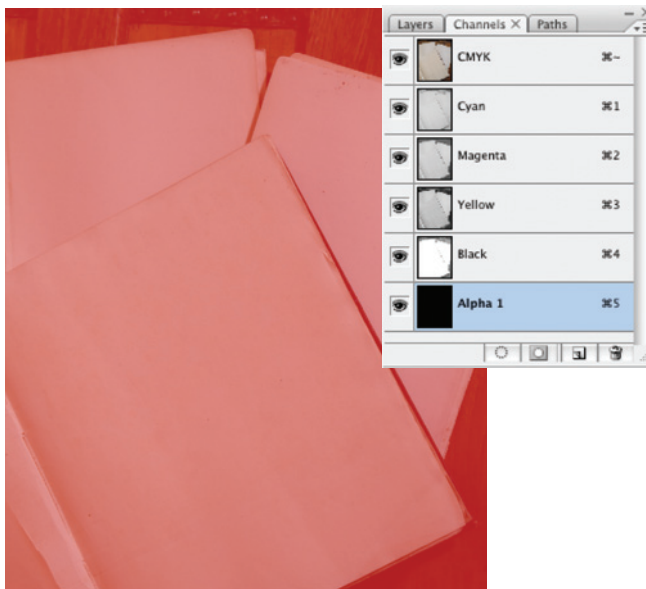 Layers Channels × Paths
CMYK ⌘~
Cyan ⌘1
Magenta ⌘2
Yellow ⌘3
Black ⌘4
Alpha 1 ⌘5